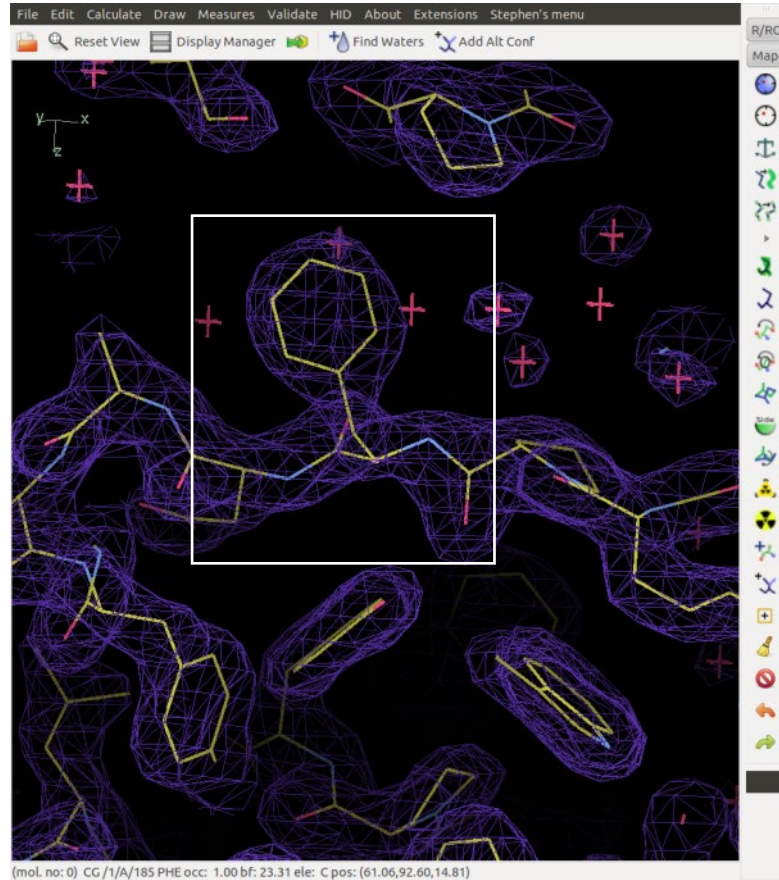 File Edit Calculate Draw Measures Validate HID About Extensions Stephen's menu
Reset View Display Manager Find Waters Add Alt Conf
R/RC
Map
y x
z
Side
(mol. no: 0) CG /1/A/185 PHE occ: 1.00 bf: 23.31 ele: C pos: (61.06,92.60,14.81)